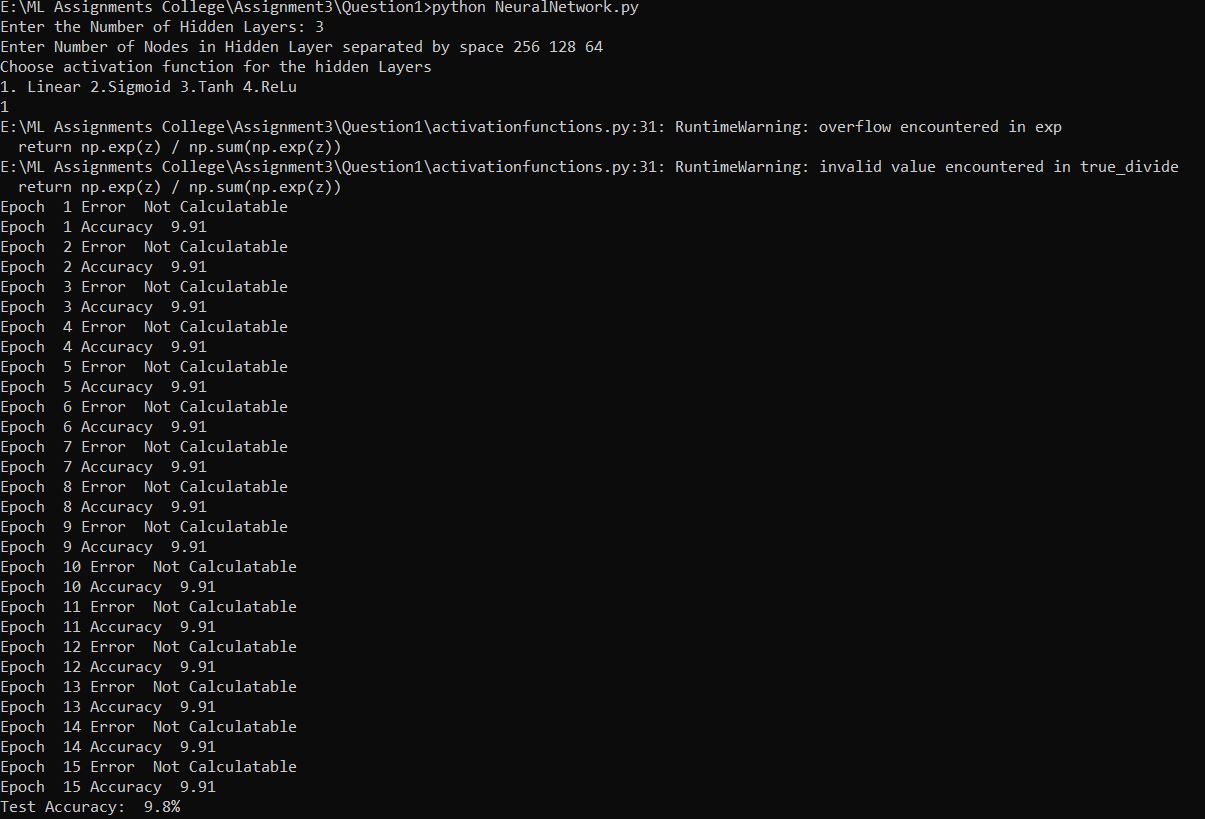 E:\ML Assignments College\Assignment3\Question1>python NeuralNetwork.py
Enter the Number of Hidden Layers: 3
Enter Number of Nodes in Hidden Layer separated by space 256 128 64
Choose activation function for the hidden Layers
1. Linear 2.Sigmoid 3.Tanh 4.ReLu
1
E:\ML Assignments College\Assignment3\Question1\activationfunctions.py:31: RuntimeWarning: overflow encountered in exp
  return np.exp(z) / np.sum(np.exp(z))
E:\ML Assignments College\Assignment3\Question1\activationfunctions.py:31: RuntimeWarning: invalid value encountered in true_divide
  return np.exp(z) / np.sum(np.exp(z))
Epoch  1 Error  Not Calculatable
Epoch  1 Accuracy  9.91
Epoch  2 Error  Not Calculatable
Epoch  2 Accuracy  9.91
Epoch  3 Error  Not Calculatable
Epoch  3 Accuracy  9.91
Epoch  4 Error  Not Calculatable
Epoch  4 Accuracy  9.91
Epoch  5 Error  Not Calculatable
Epoch  5 Accuracy  9.91
Epoch  6 Error  Not Calculatable
Epoch  6 Accuracy  9.91
Epoch  7 Error  Not Calculatable
Epoch  7 Accuracy  9.91
Epoch  8 Error  Not Calculatable
Epoch  8 Accuracy  9.91
Epoch  9 Error  Not Calculatable
Epoch  9 Accuracy  9.91
Epoch  10 Error  Not Calculatable
Epoch  10 Accuracy  9.91
Epoch  11 Error  Not Calculatable
Epoch  11 Accuracy  9.91
Epoch  12 Error  Not Calculatable
Epoch  12 Accuracy  9.91
Epoch  13 Error  Not Calculatable
Epoch  13 Accuracy  9.91
Epoch  14 Error  Not Calculatable
Epoch  14 Accuracy  9.91
Epoch  15 Error  Not Calculatable
Epoch  15 Accuracy  9.91
Test Accuracy:  9.8%